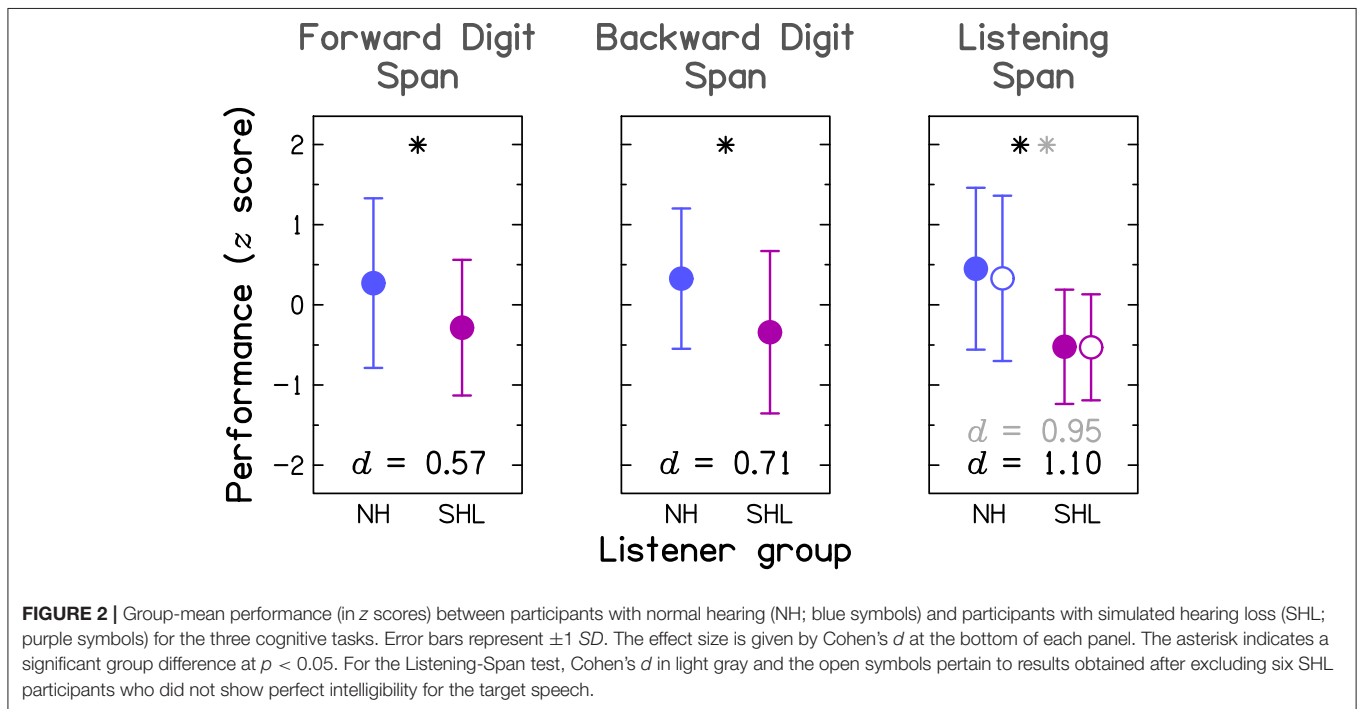 Forward Digit Span
Backward Digit Span
Listening Span
Performance (z score)
2
1
0
−1
−2
*
*
* *
d = 0.57
d = 0.71
d = 0.95
d = 1.10
NH SHL
NH SHL
NH SHL
Listener group
FIGURE 2 | Group-mean performance (in z scores) between participants with normal hearing (NH; blue symbols) and participants with simulated hearing loss (SHL;
purple symbols) for the three cognitive tasks. Error bars represent ±1 SD. The effect size is given by Cohen's d at the bottom of each panel. The asterisk indicates a
significant group difference at p < 0.05. For the Listening-Span test, Cohen's d in light gray and the open symbols pertain to results obtained after excluding six SHL
participants who did not show perfect intelligibility for the target speech.